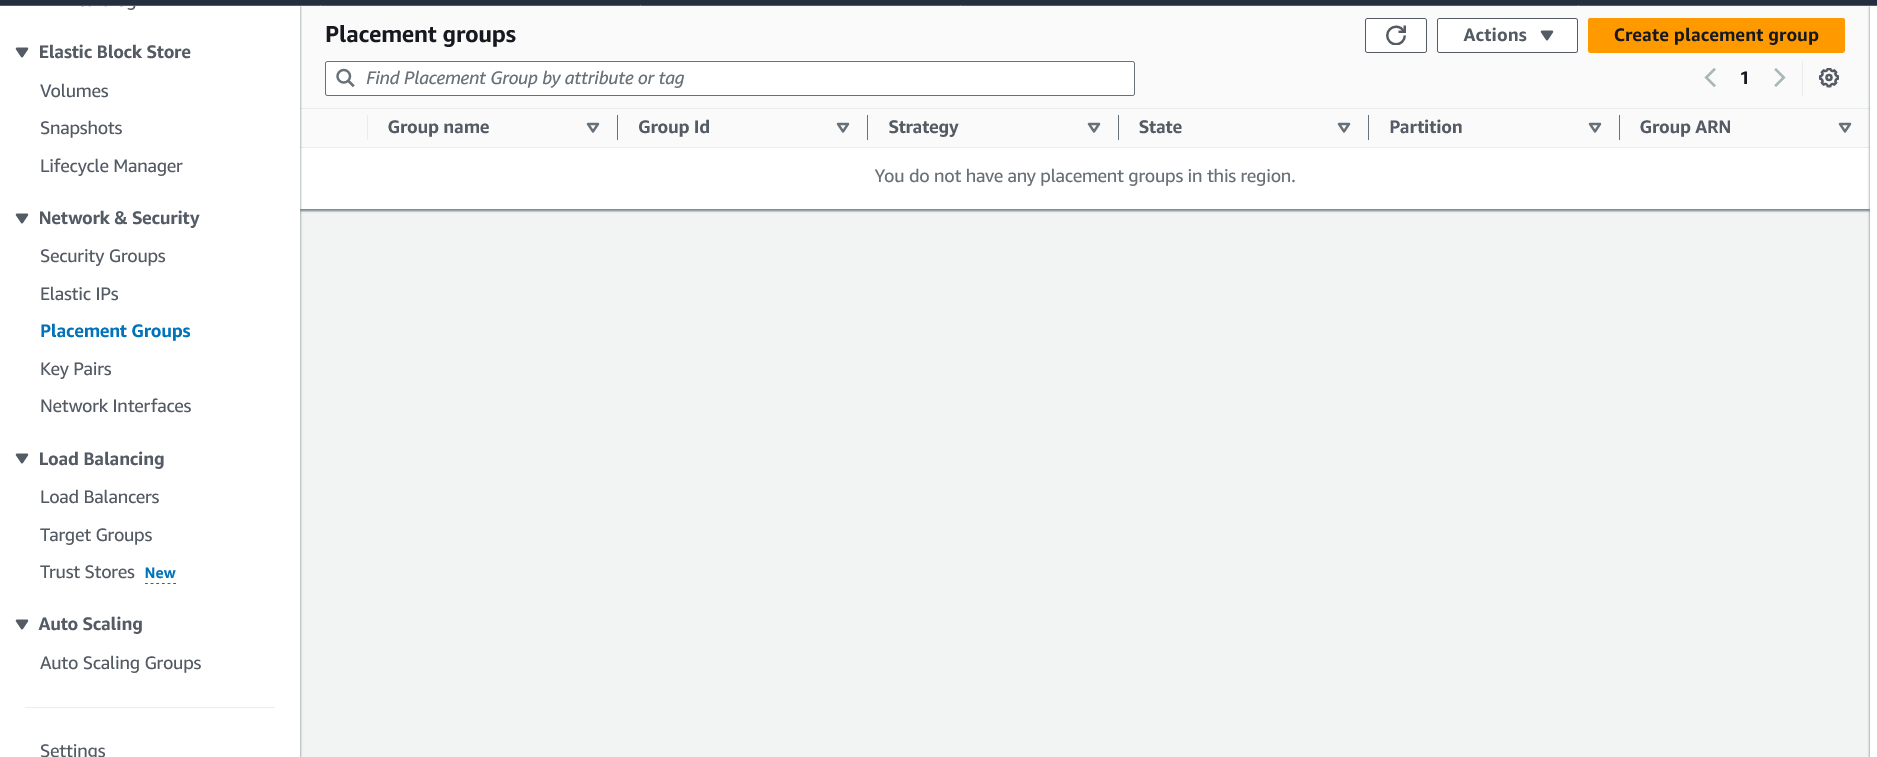 Elastic Block Store
Volumes
Snapshots
Lifecycle Manager
Network & Security
Security Groups
Elastic IPs
Placement Groups
Key Pairs
Network Interfaces
Load Balancing
Load Balancers
Target Groups
Trust Stores New
Auto Scaling
Auto Scaling Groups
Settings
Placement groups
Actions
Create placement group
Find Placement Group by attribute or tag
1
Group name Group Id Strategy State Partition Group ARN
You do not have any placement groups in this region.